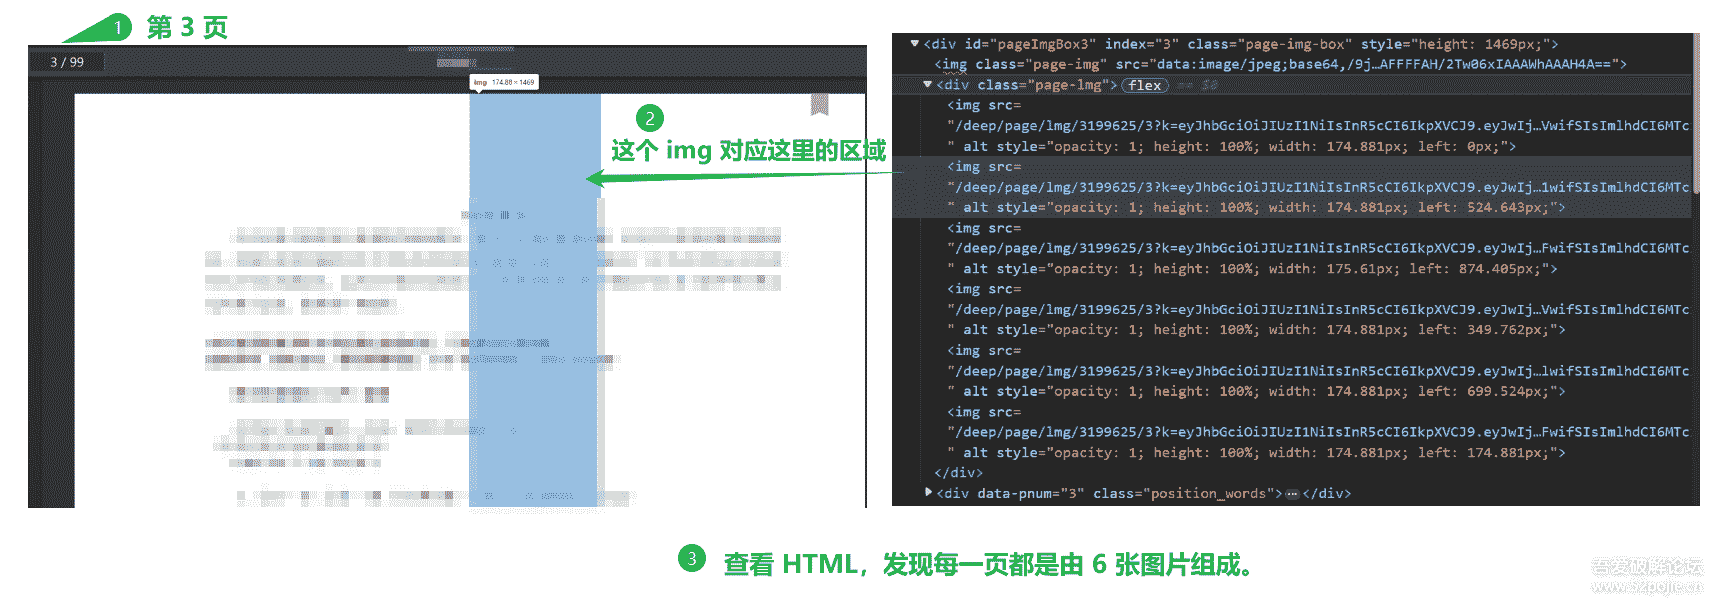 1 第 3 页
3 / 99
img 174.88 × 1469
2
这个 img 对应这里的区域
▼<div id="pageImgBox3" index="3" class="page-img-box" style="height: 1469px;">
<img class="page-img" src="data:image/jpeg;base64,/9j…AFFFFAH/2Tw06xIAAAWhAAAH4A==">
▼<div class="page-lmg"> flex == $0
<img src=
"/deep/page/lmg/3199625/3?k=eyJhbGciOiJIUzI1NiIsInR5cCI6IkpXVCJ9.eyJwIj…VwifSIsImlhdCI6MTc
" alt style="opacity: 1; height: 100%; width: 174.881px; left: 0px;">
<img src=
"/deep/page/lmg/3199625/3?k=eyJhbGciOiJIUzI1NiIsInR5cCI6IkpXVCJ9.eyJwIj…1wifSIsImlhdCI6MTc
" alt style="opacity: 1; height: 100%; width: 174.881px; left: 524.643px;">
<img src=
"/deep/page/lmg/3199625/3?k=eyJhbGciOiJIUzI1NiIsInR5cCI6IkpXVCJ9.eyJwIj…FwifSIsImlhdCI6MTc
" alt style="opacity: 1; height: 100%; width: 175.61px; left: 874.405px;">
<img src=
"/deep/page/lmg/3199625/3?k=eyJhbGciOiJIUzI1NiIsInR5cCI6IkpXVCJ9.eyJwIj…VwifSIsImlhdCI6MTc
" alt style="opacity: 1; height: 100%; width: 174.881px; left: 349.762px;">
<img src=
"/deep/page/lmg/3199625/3?k=eyJhbGciOiJIUzI1NiIsInR5cCI6IkpXVCJ9.eyJwIj…lwifSIsImlhdCI6MTc
" alt style="opacity: 1; height: 100%; width: 174.881px; left: 699.524px;">
<img src=
"/deep/page/lmg/3199625/3?k=eyJhbGciOiJIUzI1NiIsInR5cCI6IkpXVCJ9.eyJwIj…FwifSIsImlhdCI6MTc
" alt style="opacity: 1; height: 100%; width: 174.881px; left: 174.881px;">
</div>
▶<div data-pnum="3" class="position_words">…</div>
3 查看 HTML，发现每一页都是由 6 张图片组成。
吾爱破解论坛
www.52pojie.cn